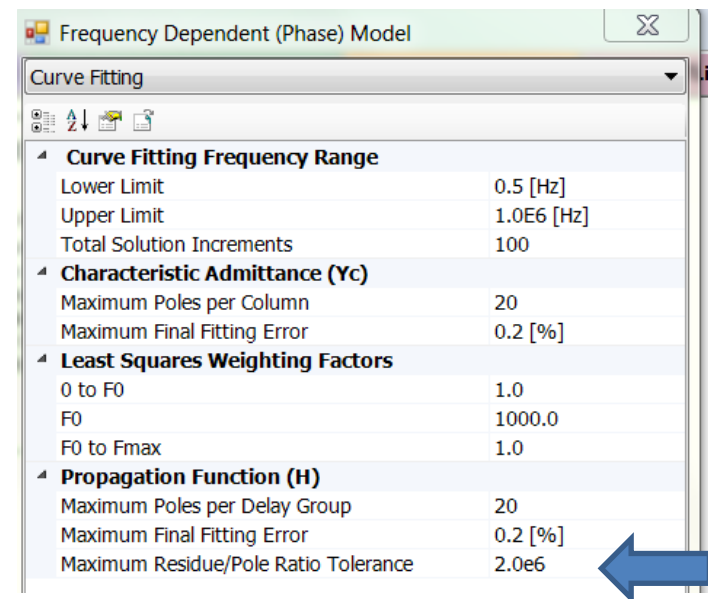 Frequency Dependent (Phase) Model
Curve Fitting
Curve Fitting Frequency Range
Lower Limit 0.5 [Hz]
Upper Limit 1.0E6 [Hz]
Total Solution Increments 100
Characteristic Admittance (Yc)
Maximum Poles per Column 20
Maximum Final Fitting Error 0.2 [%]
Least Squares Weighting Factors
0 to F0 1.0
F0 1000.0
F0 to Fmax 1.0
Propagation Function (H)
Maximum Poles per Delay Group 20
Maximum Final Fitting Error 0.2 [%]
Maximum Residue/Pole Ratio Tolerance 2.0e6